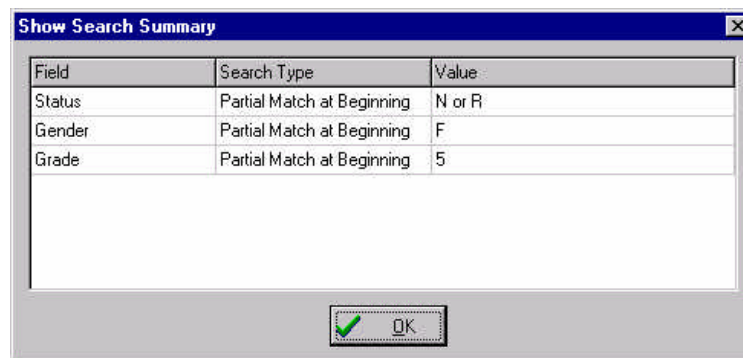 Show Search Summary
Field Search Type Value
Status Partial Match at Beginning N or R
Gender Partial Match at Beginning F
Grade Partial Match at Beginning 5
OK